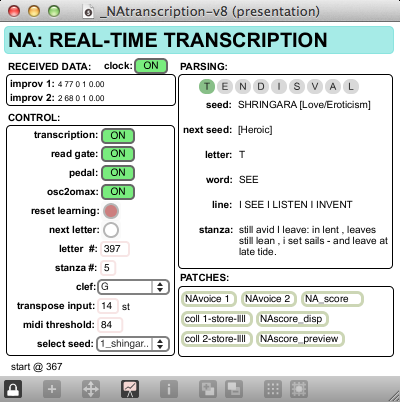 _NAtranscription-v8 (presentation)
NA: REAL-TIME TRANSCRIPTION
RECEIVED DATA: clock: ON
improv 1: 4 77 0 1 0.00
improv 2: 2 68 0 1 0.00
CONTROL:
transcription: ON
read gate: ON
pedal: ON
osc2omax: ON
reset learning:
next letter:
letter #: 397
stanza #: 5
clef: G
transpose input: 14 st
midi threshold: 84
select seed: 1_shingar..
start @ 367
PARSING:
T E N D I S V A L
seed: SHRINGARA [Love/Eroticism]
next seed: [Heroic]
letter: T
word: SEE
line: I SEE I LISTEN I INVENT
stanza: still avid I leave: in lent , leaves
still lean , i set sails - and leave at
late tide.
PATCHES:
NAvoice 1 NAvoice 2 NA_score
coll 1-store-llll NAscore_disp
coll 2-store-llll NAscore_preview